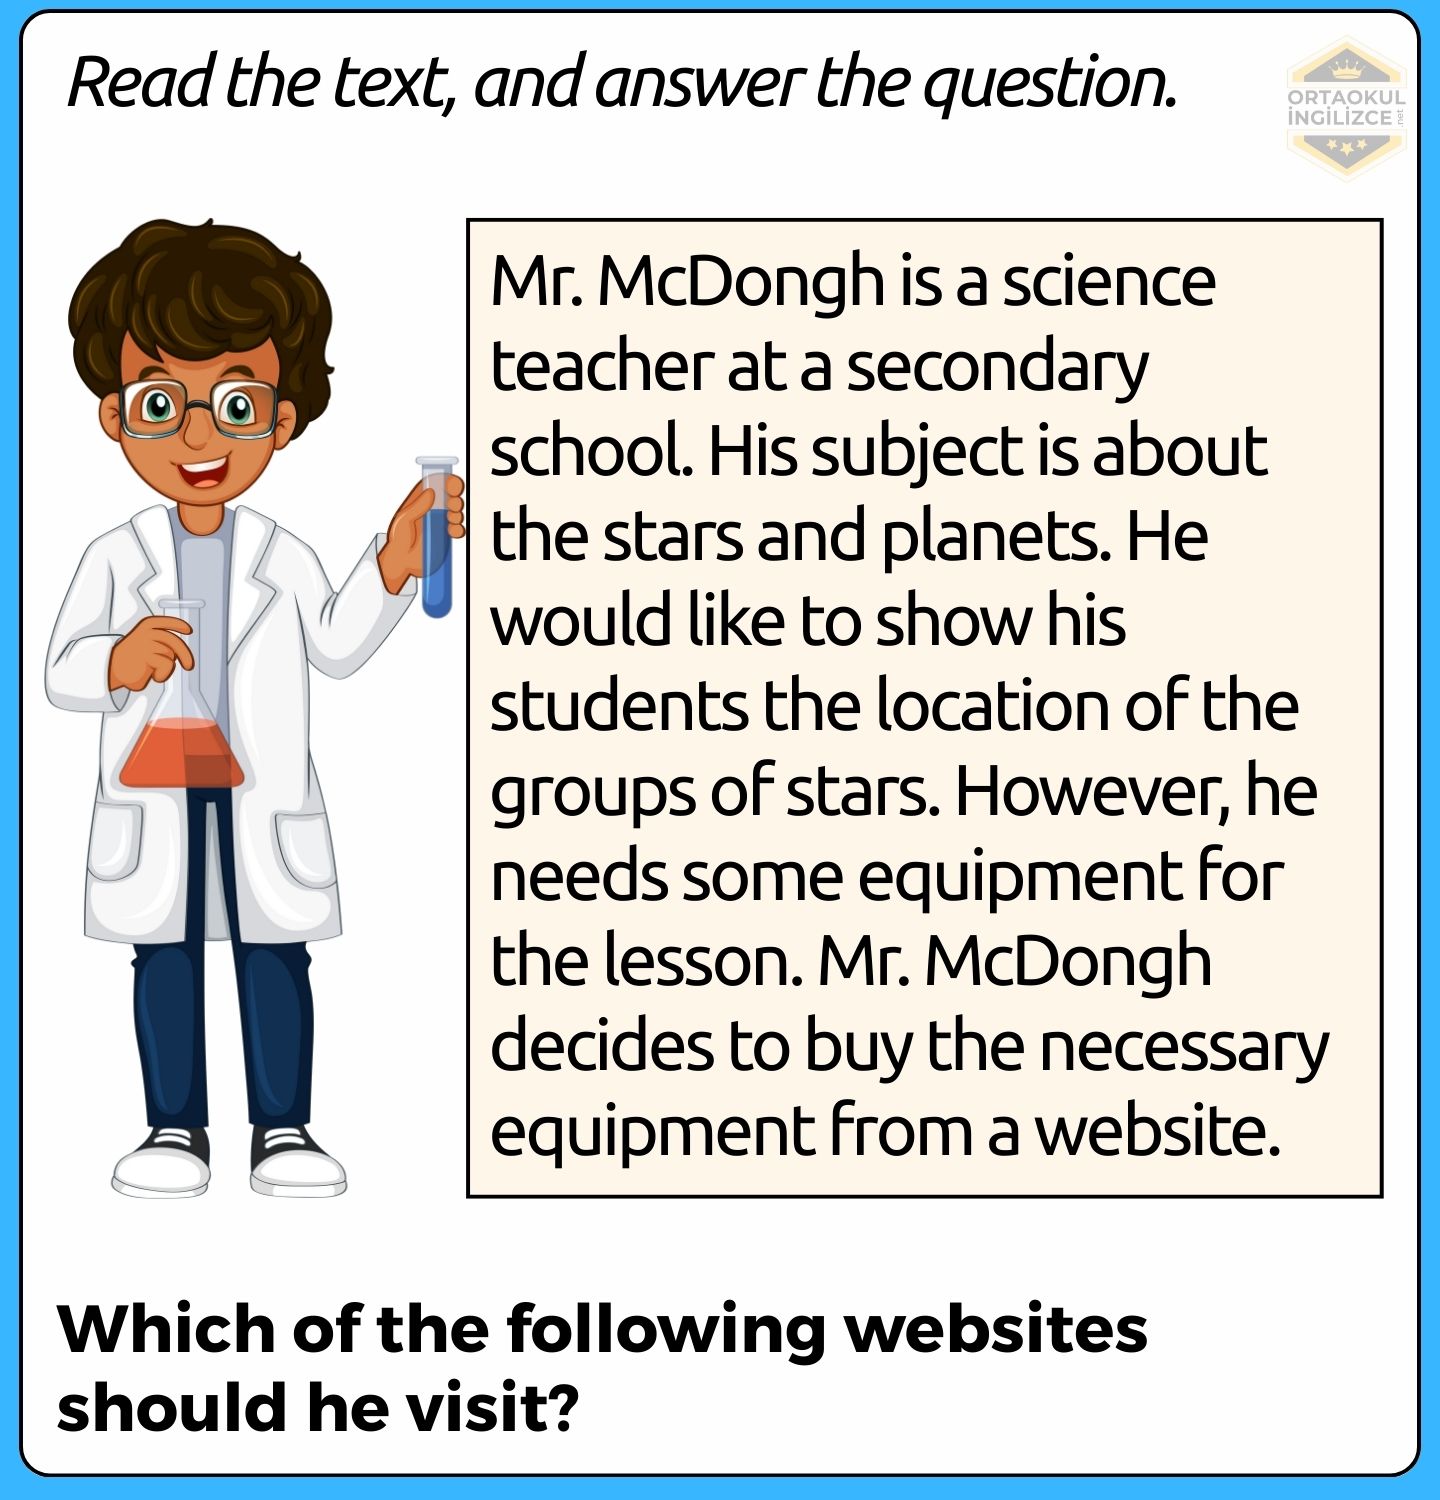 Read the text, and answer the question.
ORTAOKUL
İNGİLİZCE
.net
Mr. McDongh is a science
teacher at a secondary
school. His subject is about
the stars and planets. He
would like to show his
students the location of the
groups of stars. However, he
needs some equipment for
the lesson. Mr. McDongh
decides to buy the necessary
equipment from a website.
Which of the following websites
should he visit?